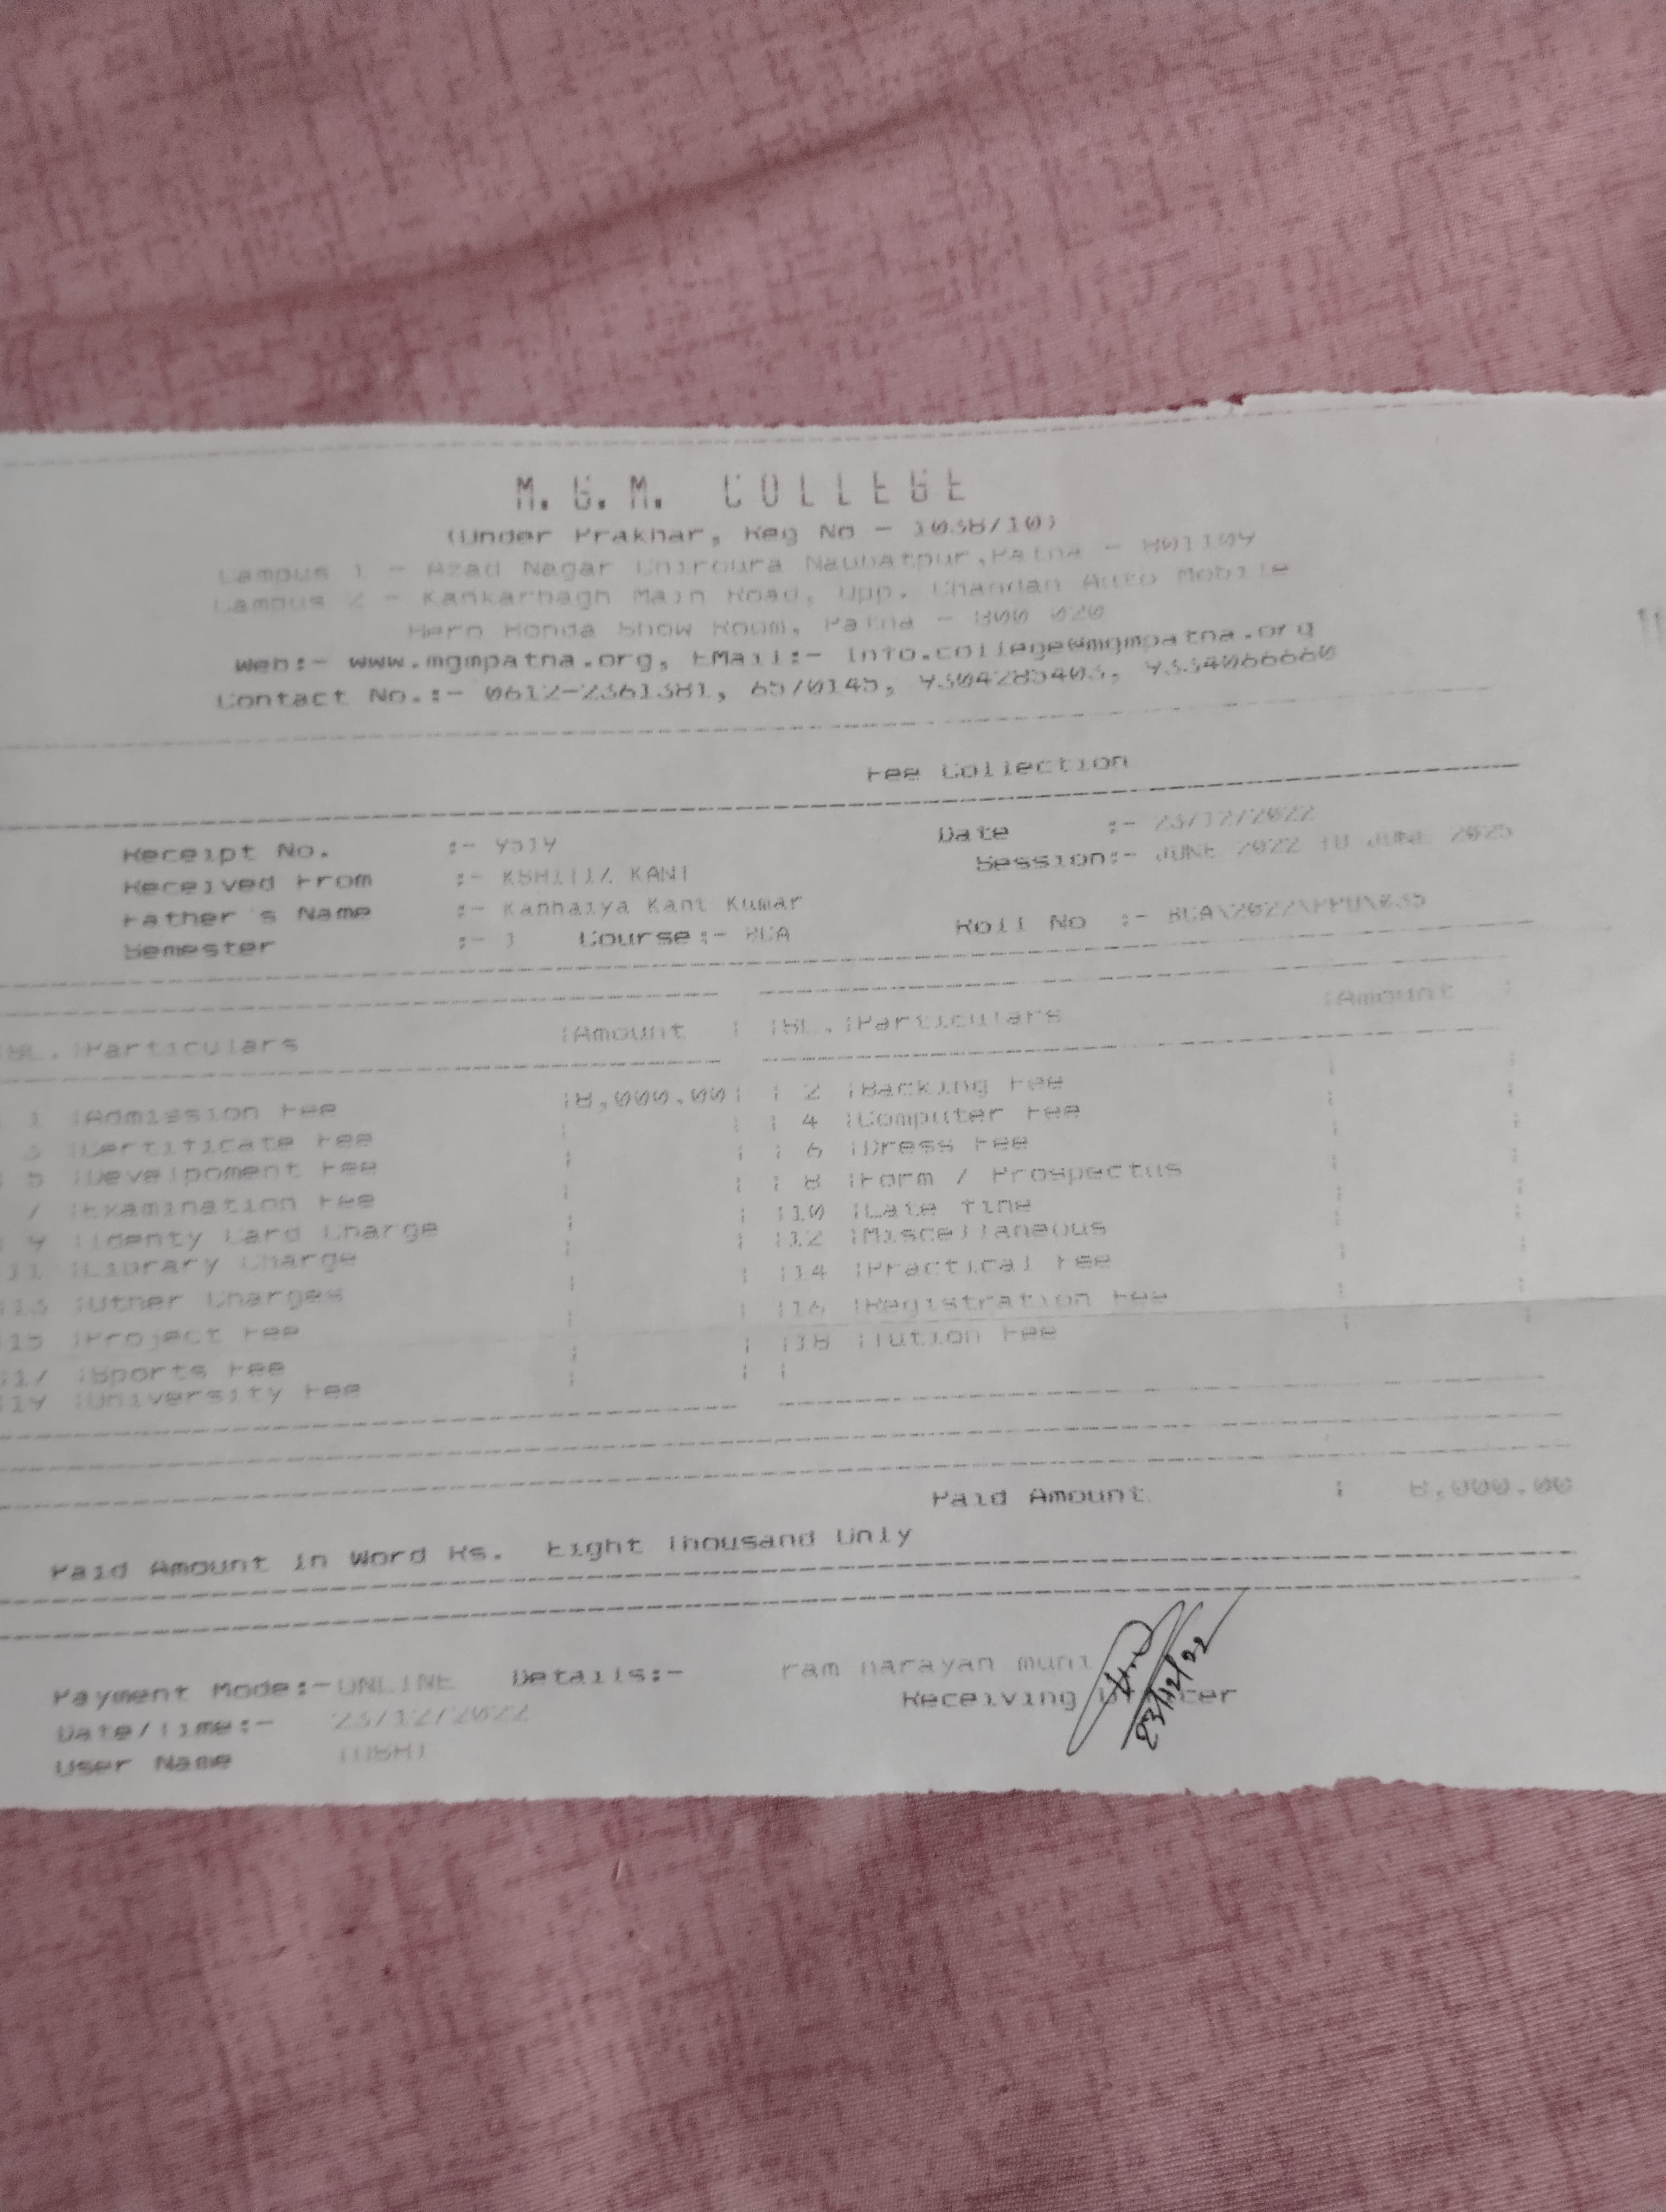 M. G. M. COLLEGE
(Under Prakhar, Reg No - 1038/10)
Campus 1 - Azad Nagar Chiroura Naubatpur,Patna - 801109
Campus 2 - Kankarbagh Main Road, Opp. Chandan Auto Mobile
Hero Honda Show Room, Patna - 800 020
Web:- www.mgmpatna.org, EMail:- info.college@mgmpatna.org
Contact No.:- 0612-2361381, 6570145, 9304285403, 9334066660
Fee Collection
Receipt No. :- 9519 Date :- 23/12/2022
Received From :- KSHITIZ KANT Session:- JUNE 2022 TO JUNE 2025
Father's Name :- Kanhaiya Kant Kumar
Semester Course:- BCA Roll No :-
SL. Particulars Amount SL. Particulars Amount
1 Admission Fee 8,000.00 2 Backing Fee
3 Certificate Fee 4 Computer Fee
5 Develpoment Fee 6 Dress Fee
7 Examination Fee 8 Form / Prospectus
9 Identy Card Charge 10 Late fine
11 Library Charge 12 Miscellaneous
13 Other Charges 14 Practical Fee
15 Project Fee 16 Registration Fee
17 Sports Fee 18 Tution Fee
19 University Fee
Paid Amount : 8,000.00
Paid Amount in Word Rs. Eight Thousand Only
Payment Mode:-ONLINE Details:- ram narayan muni
Date/Time:- 23/12/2022 Receiving Officer
User Name
23/12/22